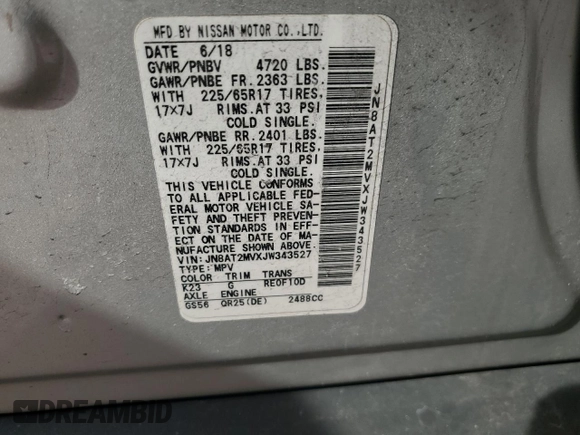 MFD. BY NISSAN MOTOR CO.,LTD.
DATE 6/18
GVWR/PNBV 4720 LBS.
GAWR/PNBE FR. 2363 LBS.
WITH 225/65R17 TIRES.
17×7J RIMS.AT 33 PSI
COLD SINGLE.
GAWR/PNBE RR. 2401 LBS.
WITH 225/65R17 TIRES.
17×7J RIMS.AT 33 PSI
COLD SINGLE.
THIS VEHICLE CONFORMS
TO ALL APPLICABLE FED-
ERAL MOTOR VEHICLE SA-
FETY AND THEFT PREVEN-
TION STANDARDS IN EFF-
ECT ON THE DATE OF MA-
NUFACTURE SHOWN ABOVE.
VIN: JN8AT2MVXJW343527
TYPE: MPV
COLOR TRIM TRANS
K23 G RE0F10D
AXLE ENGINE
GS56 QR25(DE) 2488CC
JN8AT2MVXJW343527
DREAMBID